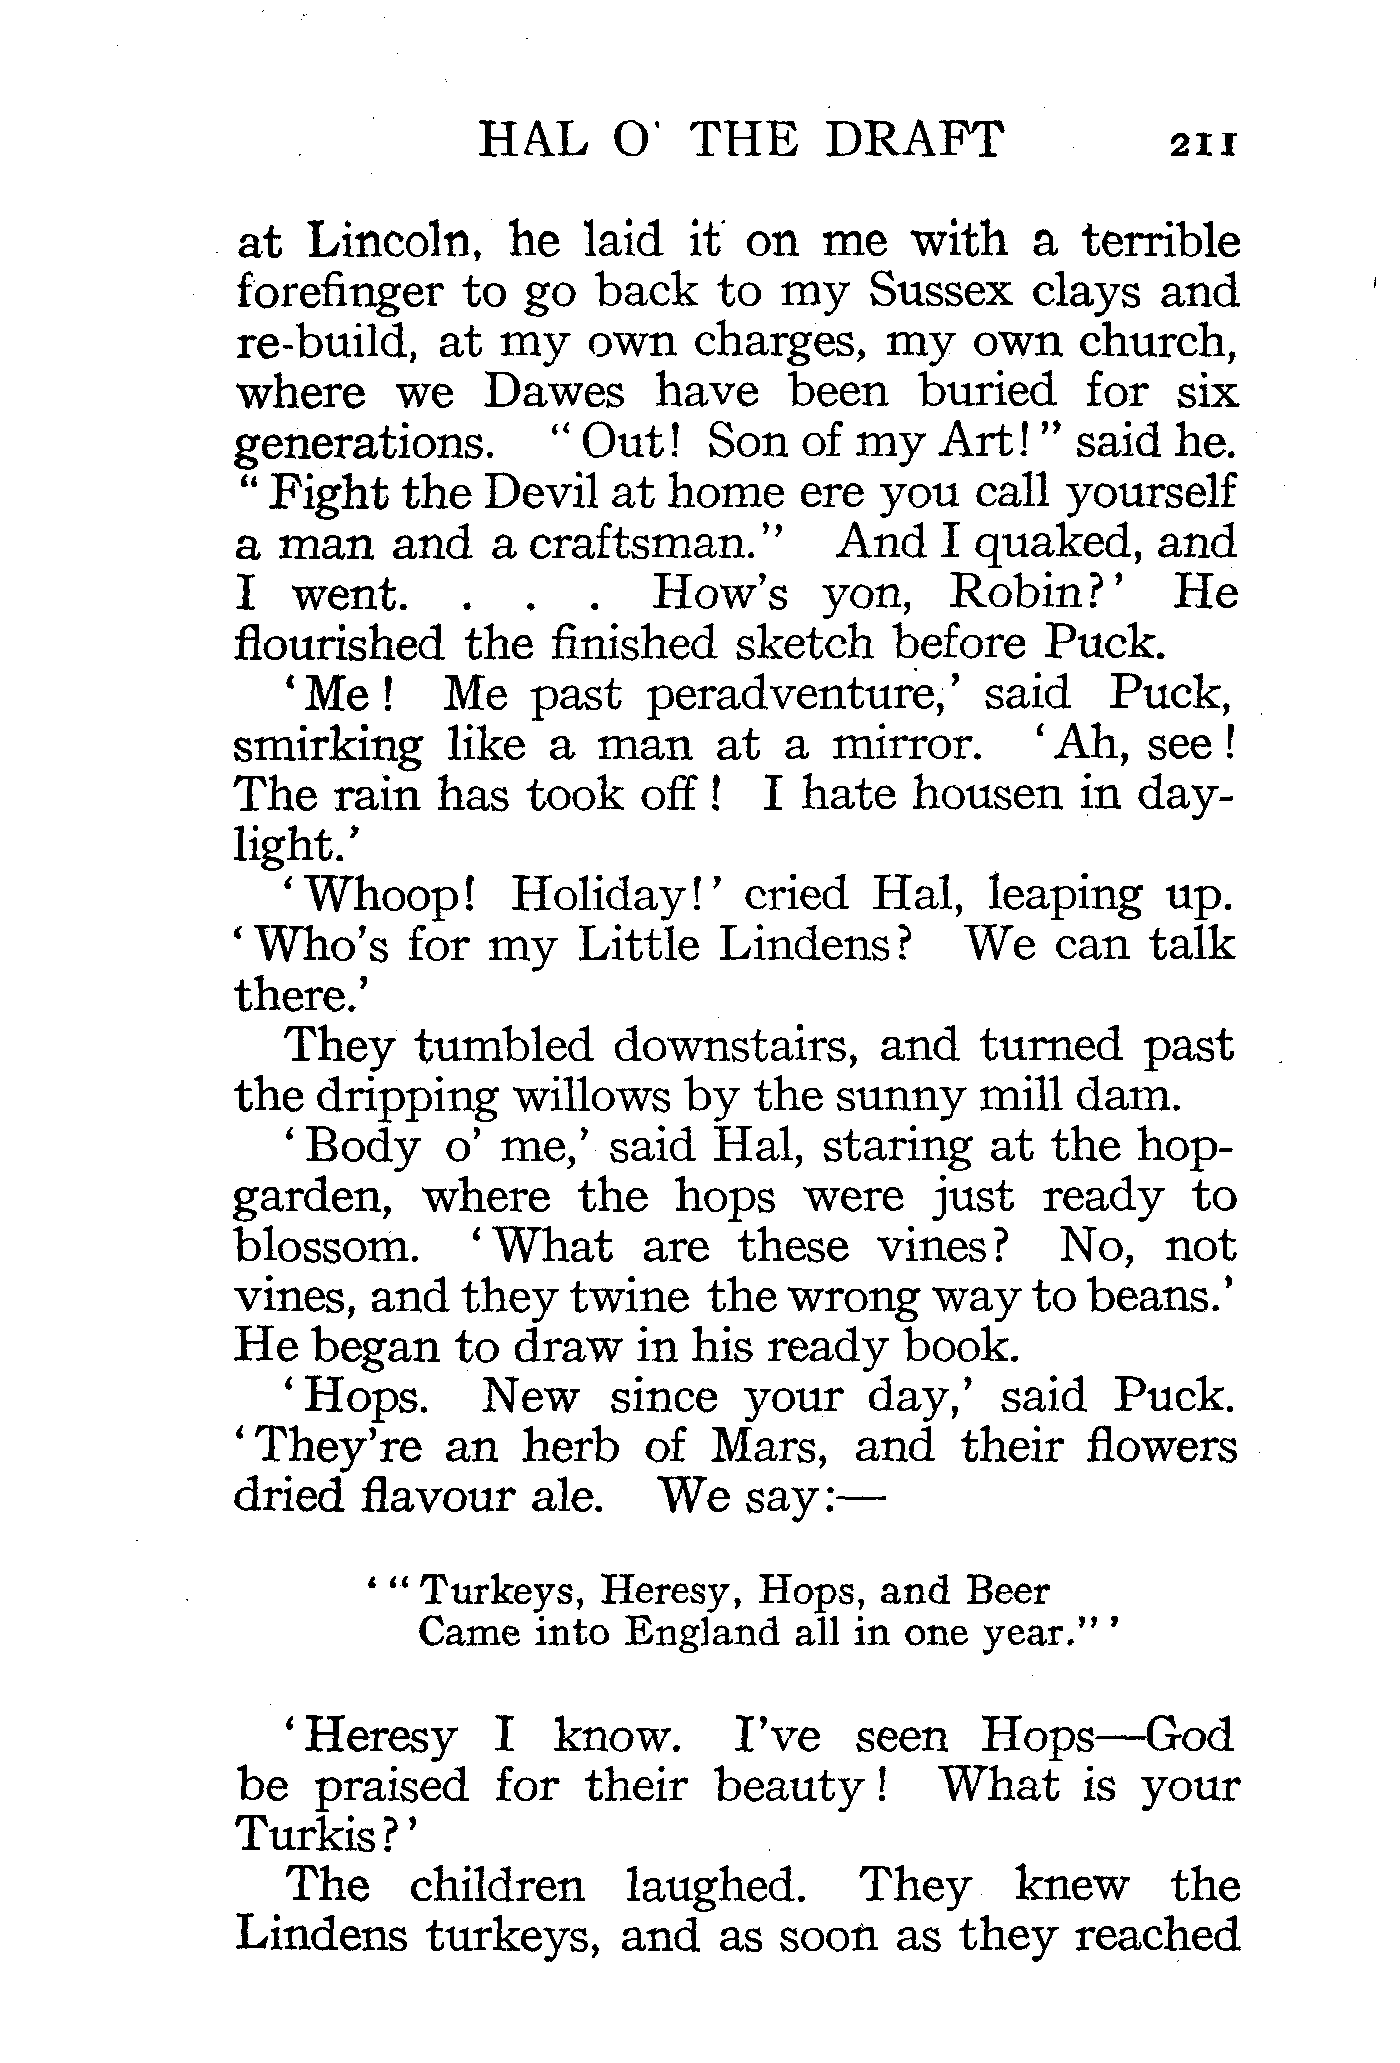 HAL O' THE DRAFT 211
at Lincoln, he laid it on me with a terrible
forefinger to go back to my Sussex clays and
re-build, at my own charges, my own church,
where we Dawes have been buried for six
generations. “Out! Son of my Art!” said he.
“Fight the Devil at home ere you call yourself
a man and a craftsman.” And I quaked, and
I went. . . . How’s yon, Robin?’ He
flourished the finished sketch before Puck.
‘Me! Me past peradventure,’ said Puck,
smirking like a man at a mirror. ‘Ah, see!
The rain has took off! I hate housen in day-
light.’
‘Whoop! Holiday!’ cried Hal, leaping up.
‘Who’s for my Little Lindens? We can talk
there.’
They tumbled downstairs, and turned past
the dripping willows by the sunny mill dam.
‘Body o’ me,’ said Hal, staring at the hop-
garden, where the hops were just ready to
blossom. ‘What are these vines? No, not
vines, and they twine the wrong way to beans.’
He began to draw in his ready book.
‘Hops. New since your day,’ said Puck.
‘They’re an herb of Mars, and their flowers
dried flavour ale. We say:—
‘“Turkeys, Heresy, Hops, and Beer
Came into England all in one year.”’
‘Heresy I know. I’ve seen Hops—God
be praised for their beauty! What is your
Turkis?’
The children laughed. They knew the
Lindens turkeys, and as soon as they reached